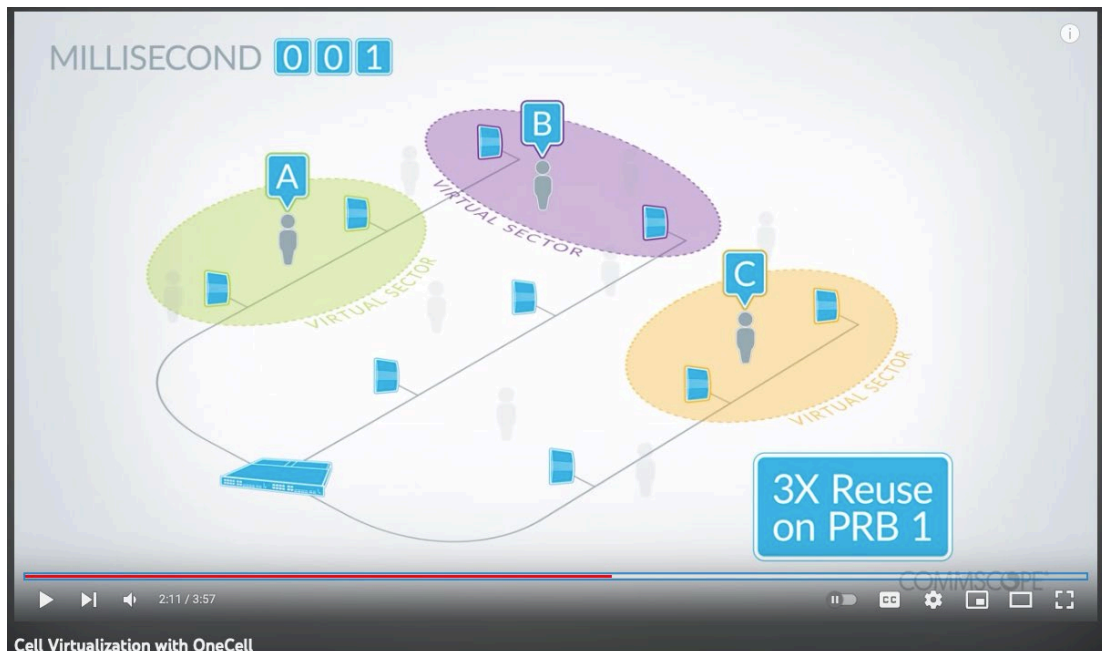 MILLISECOND 001
i
B
A
VIRTUAL SECTOR
C
VIRTUAL SECTOR
VIRTUAL SECTOR
3X Reuse
on PRB 1
COMMSCOPE
2:11 / 3:57
CC
Cell Virtualization with OneCell